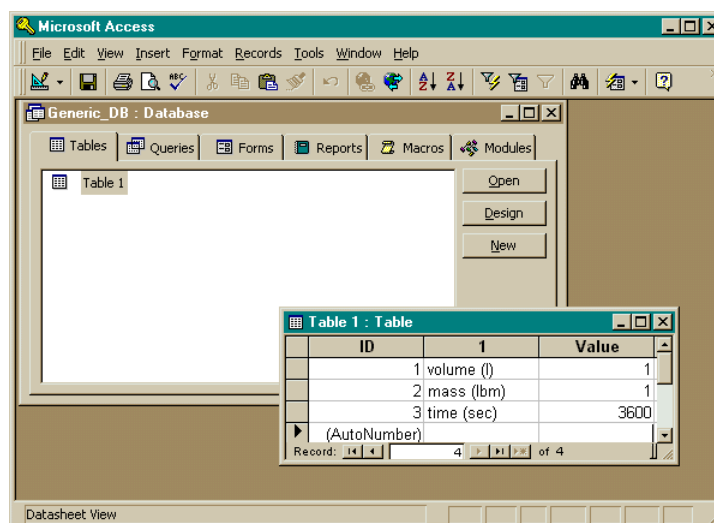 Microsoft Access
File Edit View Insert Format Records Tools Window Help
ABC A Z Z A
Generic_DB : Database
Tables Queries Forms Reports Macros Modules
Table 1
Open
Design
New
Table 1 : Table
ID 1 Value
1 volume (l) 1
2 mass (lbm) 1
3 time (sec) 3600
(AutoNumber)
Record: 4 of 4
Datasheet View